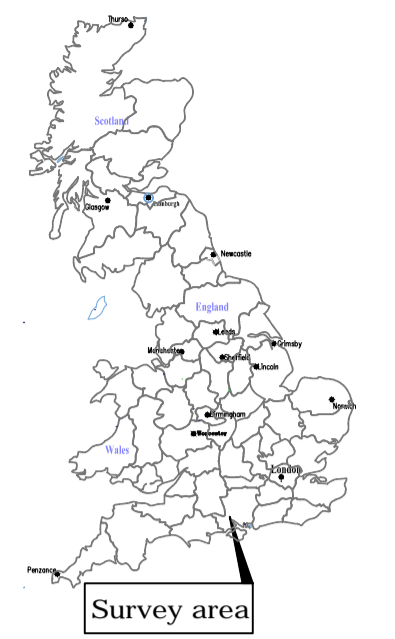 Thurso
Scotland
Edinburgh
Glasgow
Newcastle
England
Leeds
Grimsby
Manchester
Sheffield
Lincoln
Norwich
Birmingham
Worcester
Wales
London
Penzance
Survey area